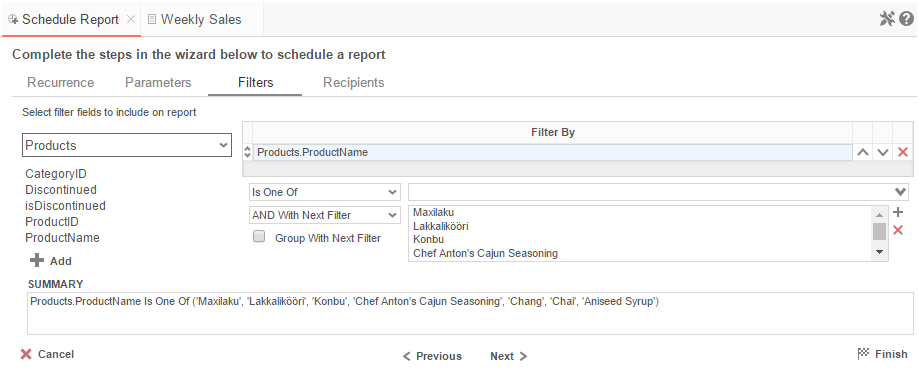 Schedule Report
Weekly Sales
Complete the steps in the wizard below to schedule a report
Recurrence
Parameters
Filters
Recipients
Select filter fields to include on report
Products
CategoryID
Discontinued
isDiscontinued
ProductID
ProductName
Add
Filter By
Products.ProductName
Is One Of
AND With Next Filter
Group With Next Filter
Maxilaku
Lakkalikööri
Konbu
Chef Anton's Cajun Seasoning
SUMMARY
Products.ProductName Is One Of ('Maxilaku', 'Lakkalikööri', 'Konbu', 'Chef Anton's Cajun Seasoning', 'Chang', 'Chai', 'Aniseed Syrup')
Cancel
Previous
Next
Finish